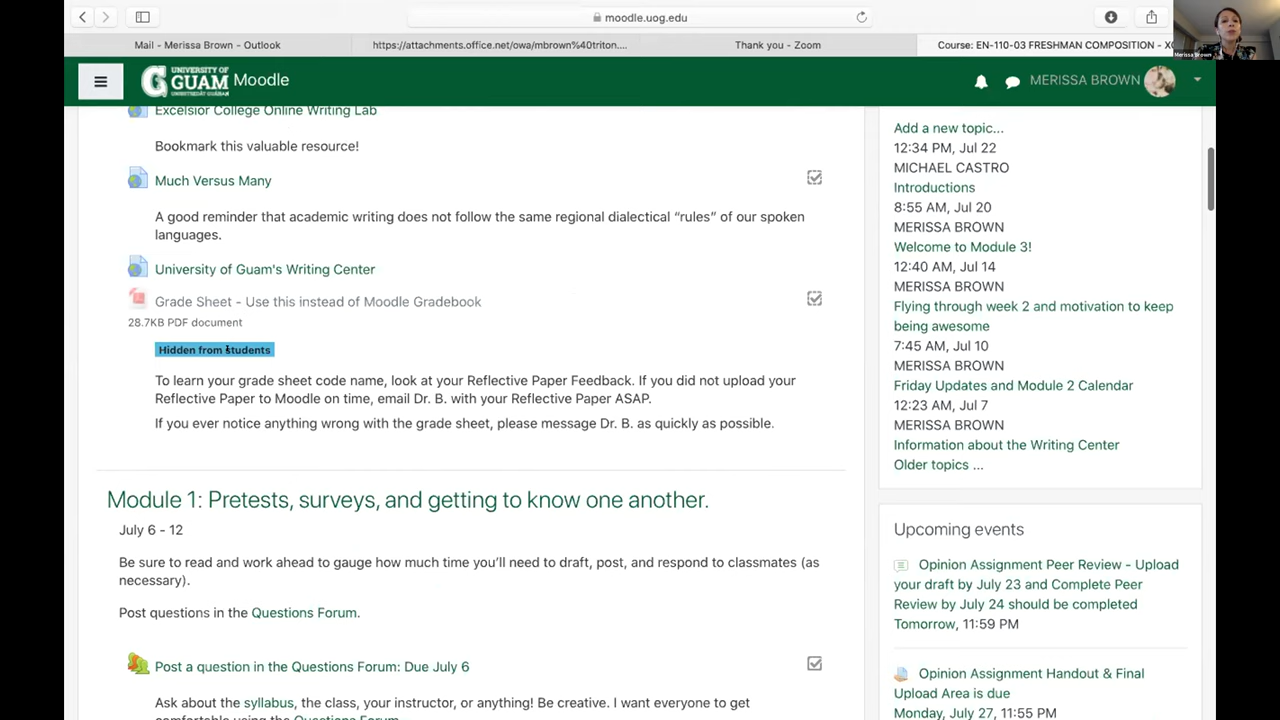 moodle.uog.edu
Mail - Merissa Brown - Outlook
https://attachments.office.net/owa/mbrown%40triton....
Thank you - Zoom
Course: EN-110-03 FRESHMAN COMPOSITION - XC
Merissa Brown
UNIVERSITY OF
GUAM
UNIBETSEDÅT GUÅHAN
Moodle
MERISSA BROWN
Excelsior College Online Writing Lab
Bookmark this valuable resource!
Much Versus Many
A good reminder that academic writing does not follow the same regional dialectical “rules” of our spoken
languages.
University of Guam's Writing Center
Grade Sheet - Use this instead of Moodle Gradebook
28.7KB PDF document
Hidden from students
To learn your grade sheet code name, look at your Reflective Paper Feedback. If you did not upload your
Reflective Paper to Moodle on time, email Dr. B. with your Reflective Paper ASAP.
If you ever notice anything wrong with the grade sheet, please message Dr. B. as quickly as possible.
Module 1: Pretests, surveys, and getting to know one another.
July 6 - 12
Be sure to read and work ahead to gauge how much time you’ll need to draft, post, and respond to classmates (as
necessary).
Post questions in the Questions Forum.
Post a question in the Questions Forum: Due July 6
Ask about the syllabus, the class, your instructor, or anything! Be creative. I want everyone to get
comfortable using the Questions Forum.
Add a new topic...
12:34 PM, Jul 22
MICHAEL CASTRO
Introductions
8:55 AM, Jul 20
MERISSA BROWN
Welcome to Module 3!
12:40 AM, Jul 14
MERISSA BROWN
Flying through week 2 and motivation to keep
being awesome
7:45 AM, Jul 10
MERISSA BROWN
Friday Updates and Module 2 Calendar
12:23 AM, Jul 7
MERISSA BROWN
Information about the Writing Center
Older topics ...
Upcoming events
Opinion Assignment Peer Review - Upload
your draft by July 23 and Complete Peer
Review by July 24 should be completed
Tomorrow, 11:59 PM
Opinion Assignment Handout & Final
Upload Area is due
Monday, July 27, 11:55 PM